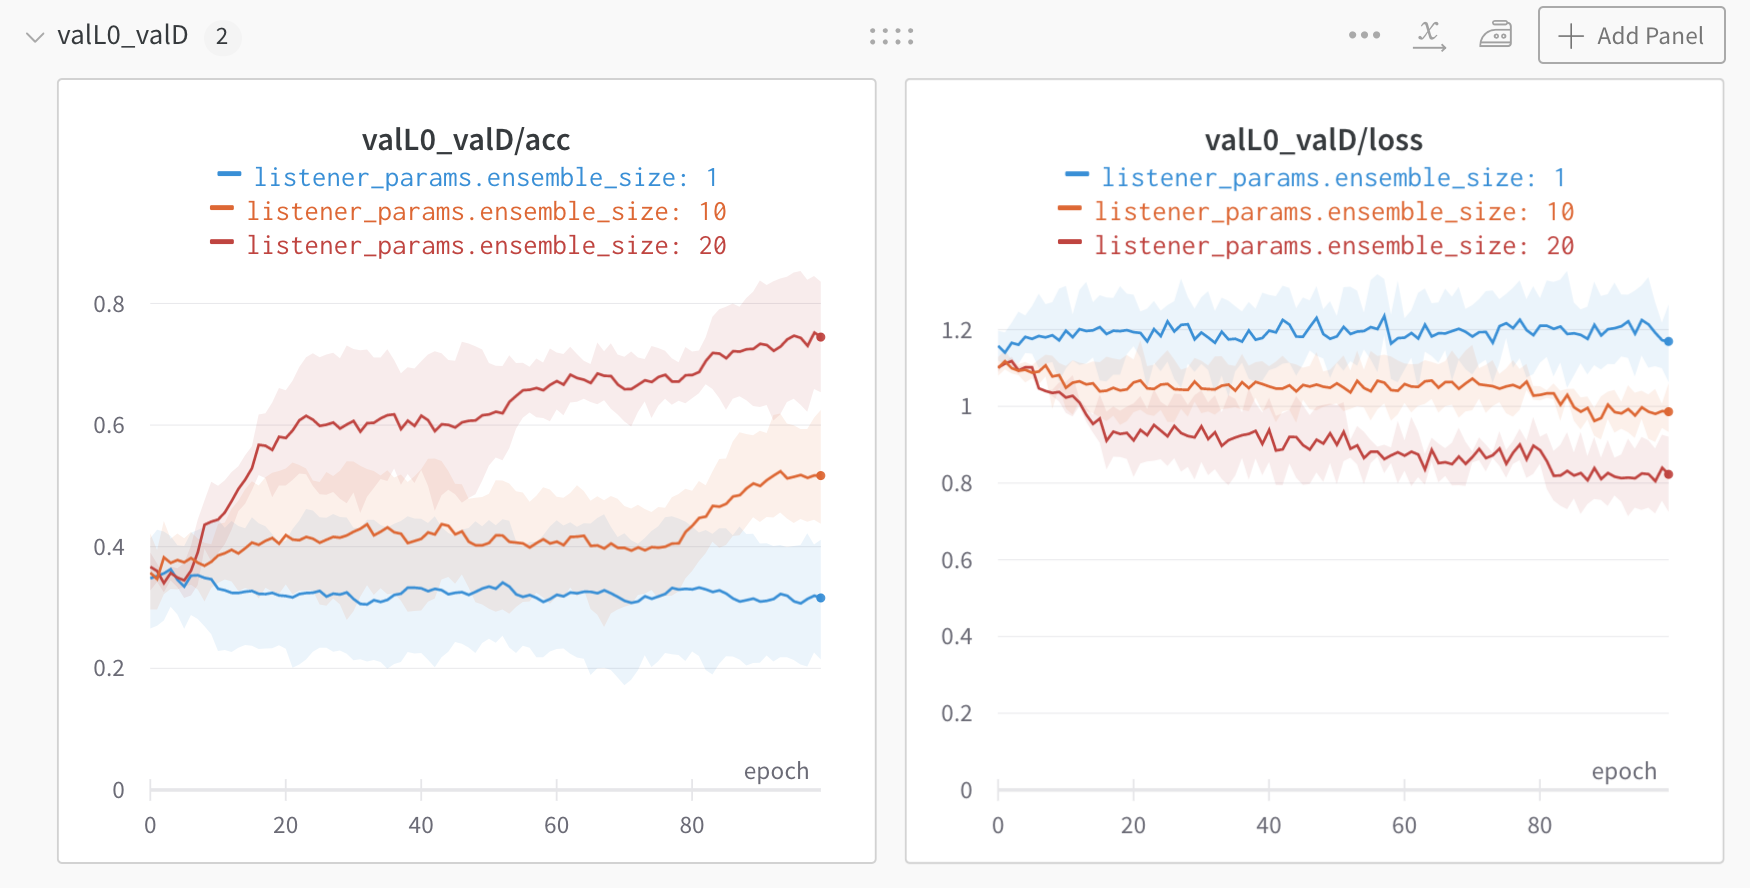 valL0_valD 2
x
+ Add Panel
valL0_valD/acc
listener_params.ensemble_size: 1
listener_params.ensemble_size: 10
listener_params.ensemble_size: 20
0.8
0.6
0.4
0.2
0
epoch
0 20 40 60 80
valL0_valD/loss
listener_params.ensemble_size: 1
listener_params.ensemble_size: 10
listener_params.ensemble_size: 20
1.2
1
0.8
0.6
0.4
0.2
0
epoch
0 20 40 60 80